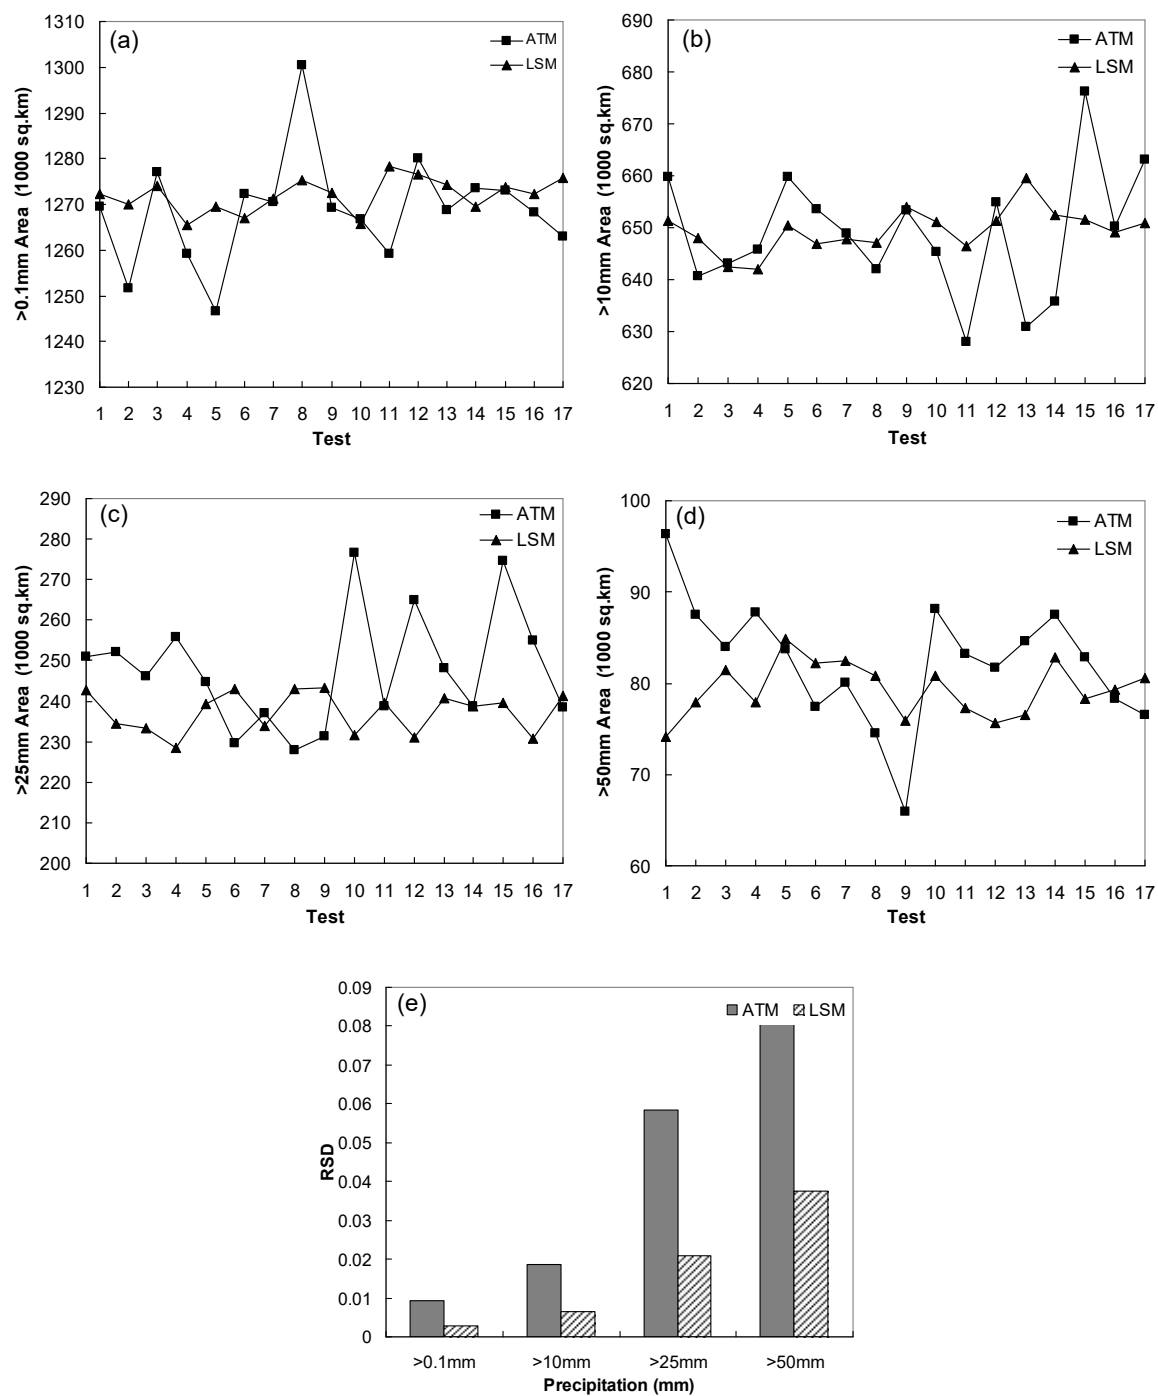 (a)
ATM
LSM
>0.1mm Area (1000 sq.km)
1310
1300
1290
1280
1270
1260
1250
1240
1230
1 2 3 4 5 6 7 8 9 10 11 12 13 14 15 16 17
Test
(b)
ATM
LSM
>10mm Area (1000 sq.km)
690
680
670
660
650
640
630
620
1 2 3 4 5 6 7 8 9 10 11 12 13 14 15 16 17
Test
(c)
ATM
LSM
>25mm Area (1000 sq.km)
290
280
270
260
250
240
230
220
210
200
1 2 3 4 5 6 7 8 9 10 11 12 13 14 15 16 17
Test
(d)
ATM
LSM
>50mm Area (1000 sq.km)
100
90
80
70
60
1 2 3 4 5 6 7 8 9 10 11 12 13 14 15 16 17
Test
(e)
ATM LSM
RSD
0.09
0.08
0.07
0.06
0.05
0.04
0.03
0.02
0.01
0
>0.1mm >10mm >25mm >50mm
Precipitation (mm)